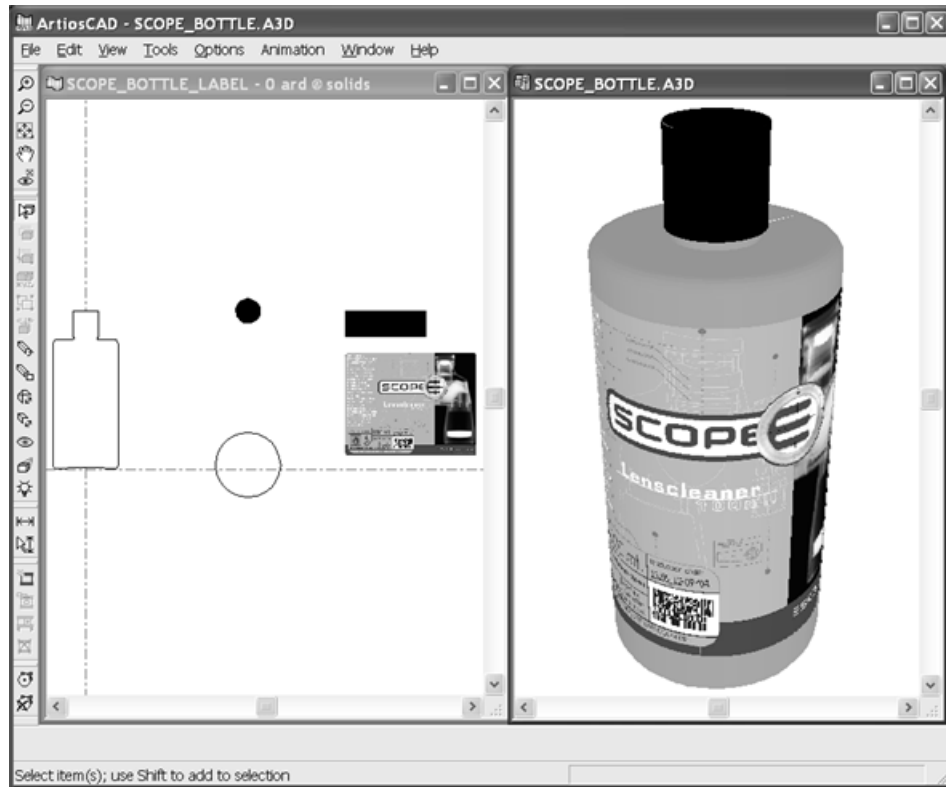 ArtiosCAD - SCOPE_BOTTLE.A3D
File Edit View Tools Options Animation Window Help
SCOPE_BOTTLE_LABEL - 0 ard @ solids
SCOPE_BOTTLE.A3D
SCOPE
Lenscleaner
SCOPE
Lenscleaner
Select item(s); use Shift to add to selection